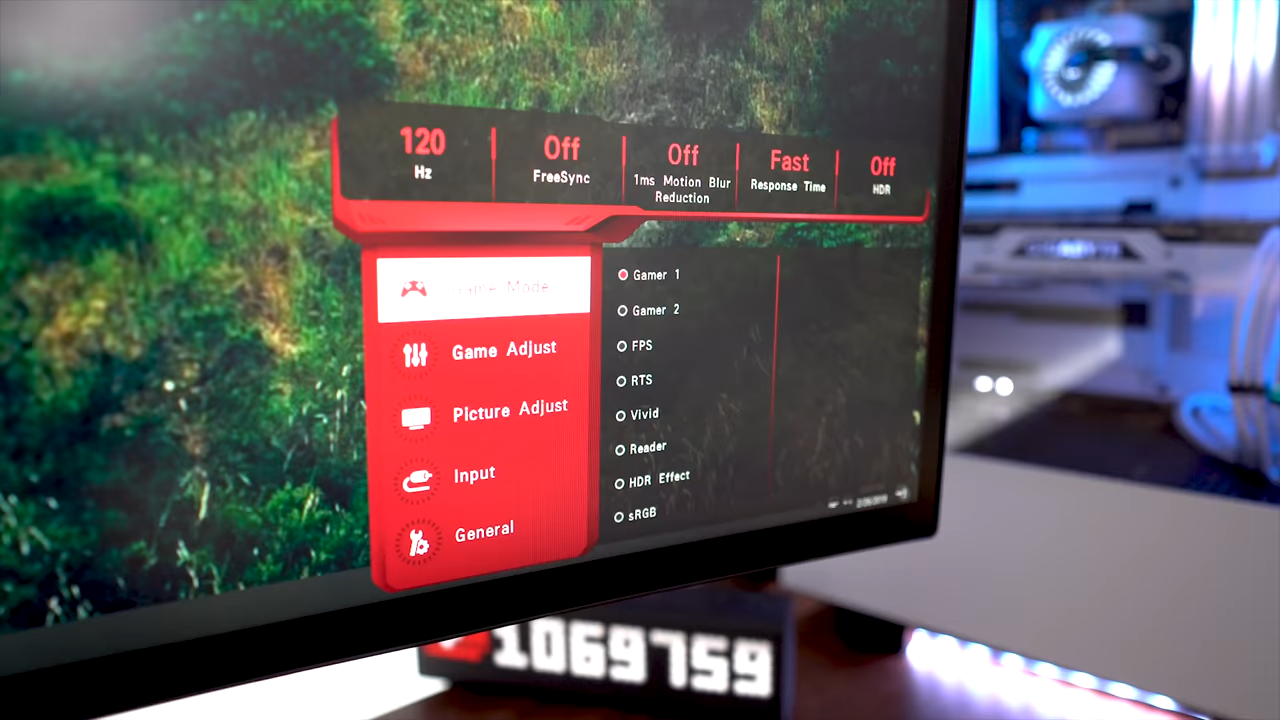 120
Hz
Off
FreeSync
Off
1ms Motion Blur
Reduction
Fast
Response Time
Off
HDR
Game Mode
Game Adjust
Picture Adjust
Input
General
Gamer 1
Gamer 2
FPS
RTS
Vivid
Reader
HDR Effect
sRGB
1069759